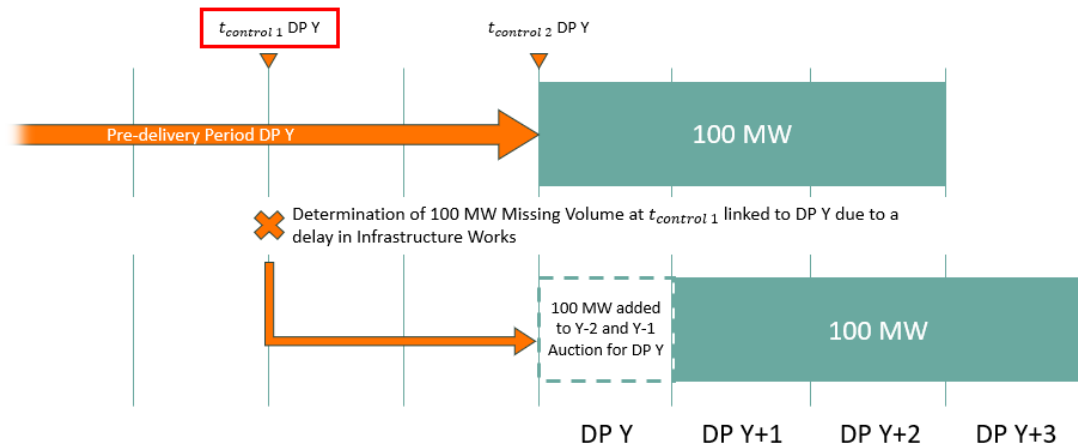 t_control 1 DP Y
t_control 2 DP Y
Pre-delivery Period DP Y
100 MW
Determination of 100 MW Missing Volume at t_control 1 linked to DP Y due to a
delay in Infrastructure Works
100 MW added
to Y-2 and Y-1
Auction for DP Y
100 MW
DP Y
DP Y+1
DP Y+2
DP Y+3